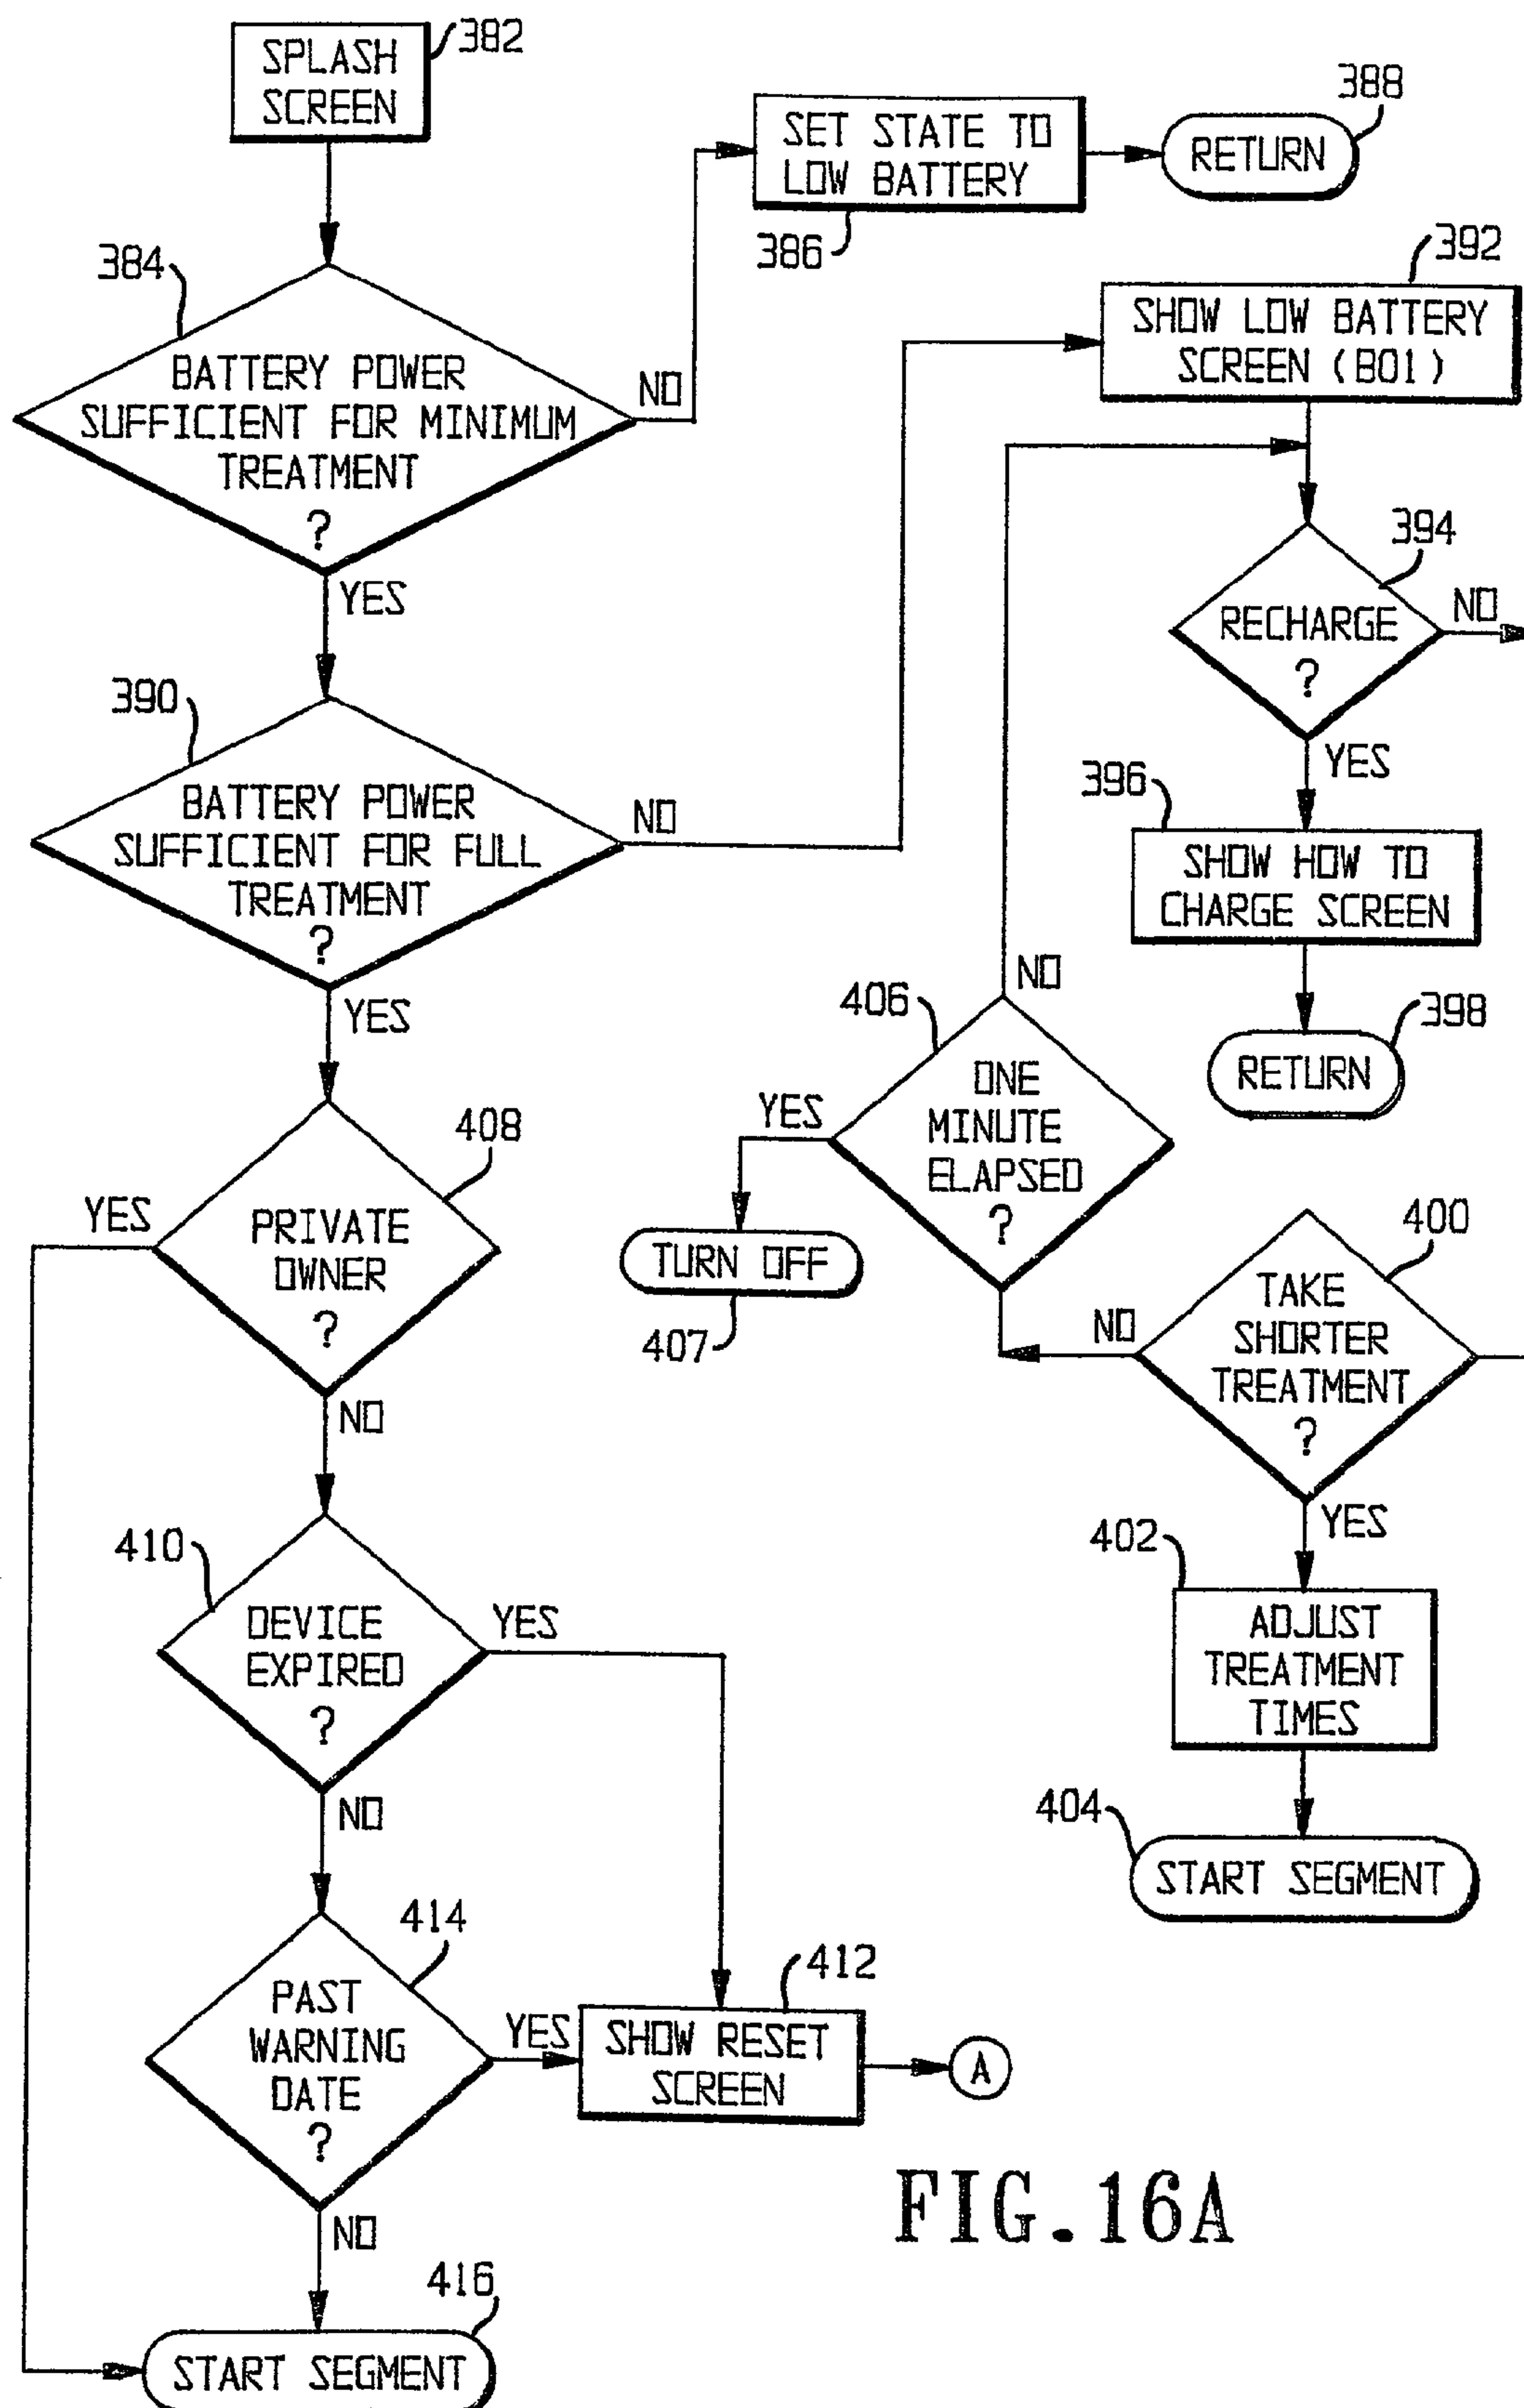 SPLASH
SCREEN
382
SET STATE TO
LOW BATTERY
386
RETURN
388
384
BATTERY POWER
SUFFICIENT FOR MINIMUM
TREATMENT
?
NO
YES
392
SHOW LOW BATTERY
SCREEN (B01)
394
RECHARGE
?
NO
YES
390
BATTERY POWER
SUFFICIENT FOR FULL
TREATMENT
?
NO
YES
396
SHOW HOW TO
CHARGE SCREEN
398
RETURN
406
NO
ONE
MINUTE
ELAPSED
?
YES
TURN OFF
407
408
YES
PRIVATE
OWNER
?
NO
400
TAKE
SHORTER
TREATMENT
?
NO
YES
402
ADJUST
TREATMENT
TIMES
404
START SEGMENT
410
DEVICE
EXPIRED
?
YES
NO
414
PAST
WARNING
DATE
?
YES
NO
412
SHOW RESET
SCREEN
A
416
START SEGMENT
FIG.16A